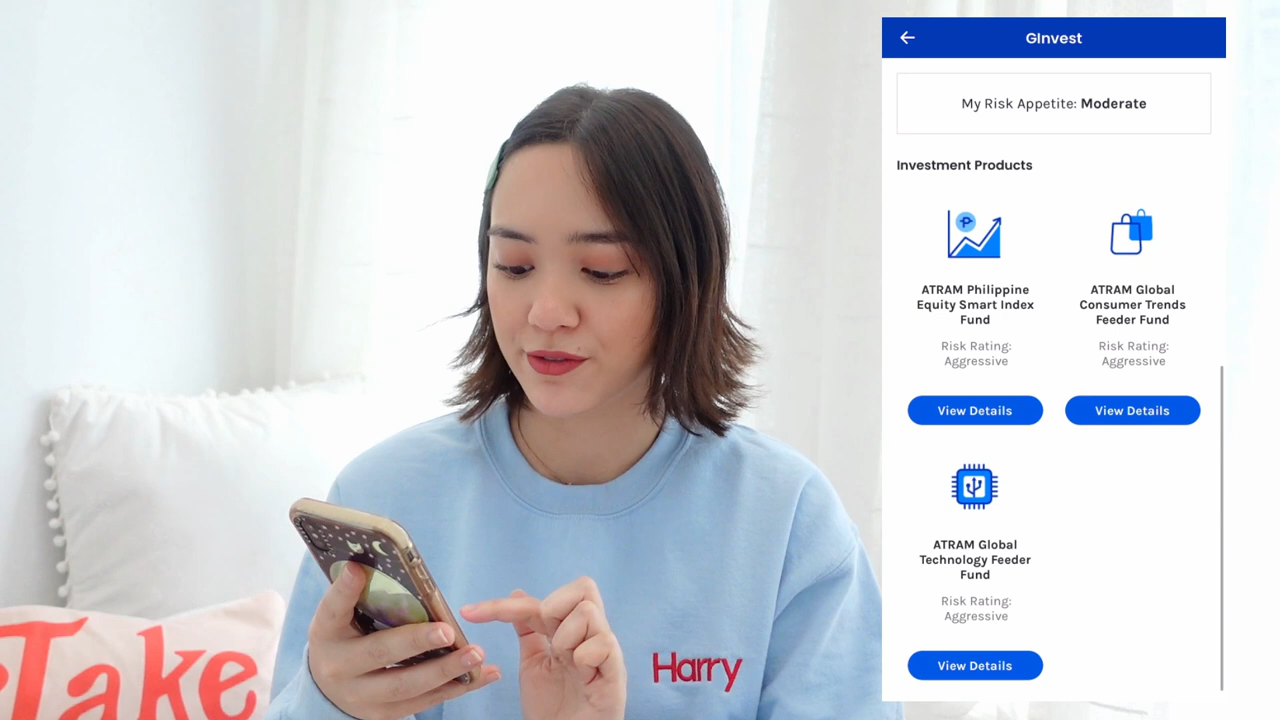 GInvest
My Risk Appetite: Moderate
Investment Products
ATRAM Philippine
Equity Smart Index
Fund
Risk Rating:
Aggressive
View Details
ATRAM Global
Consumer Trends
Feeder Fund
Risk Rating:
Aggressive
View Details
ATRAM Global
Technology Feeder
Fund
Risk Rating:
Aggressive
View Details
Take
Harry